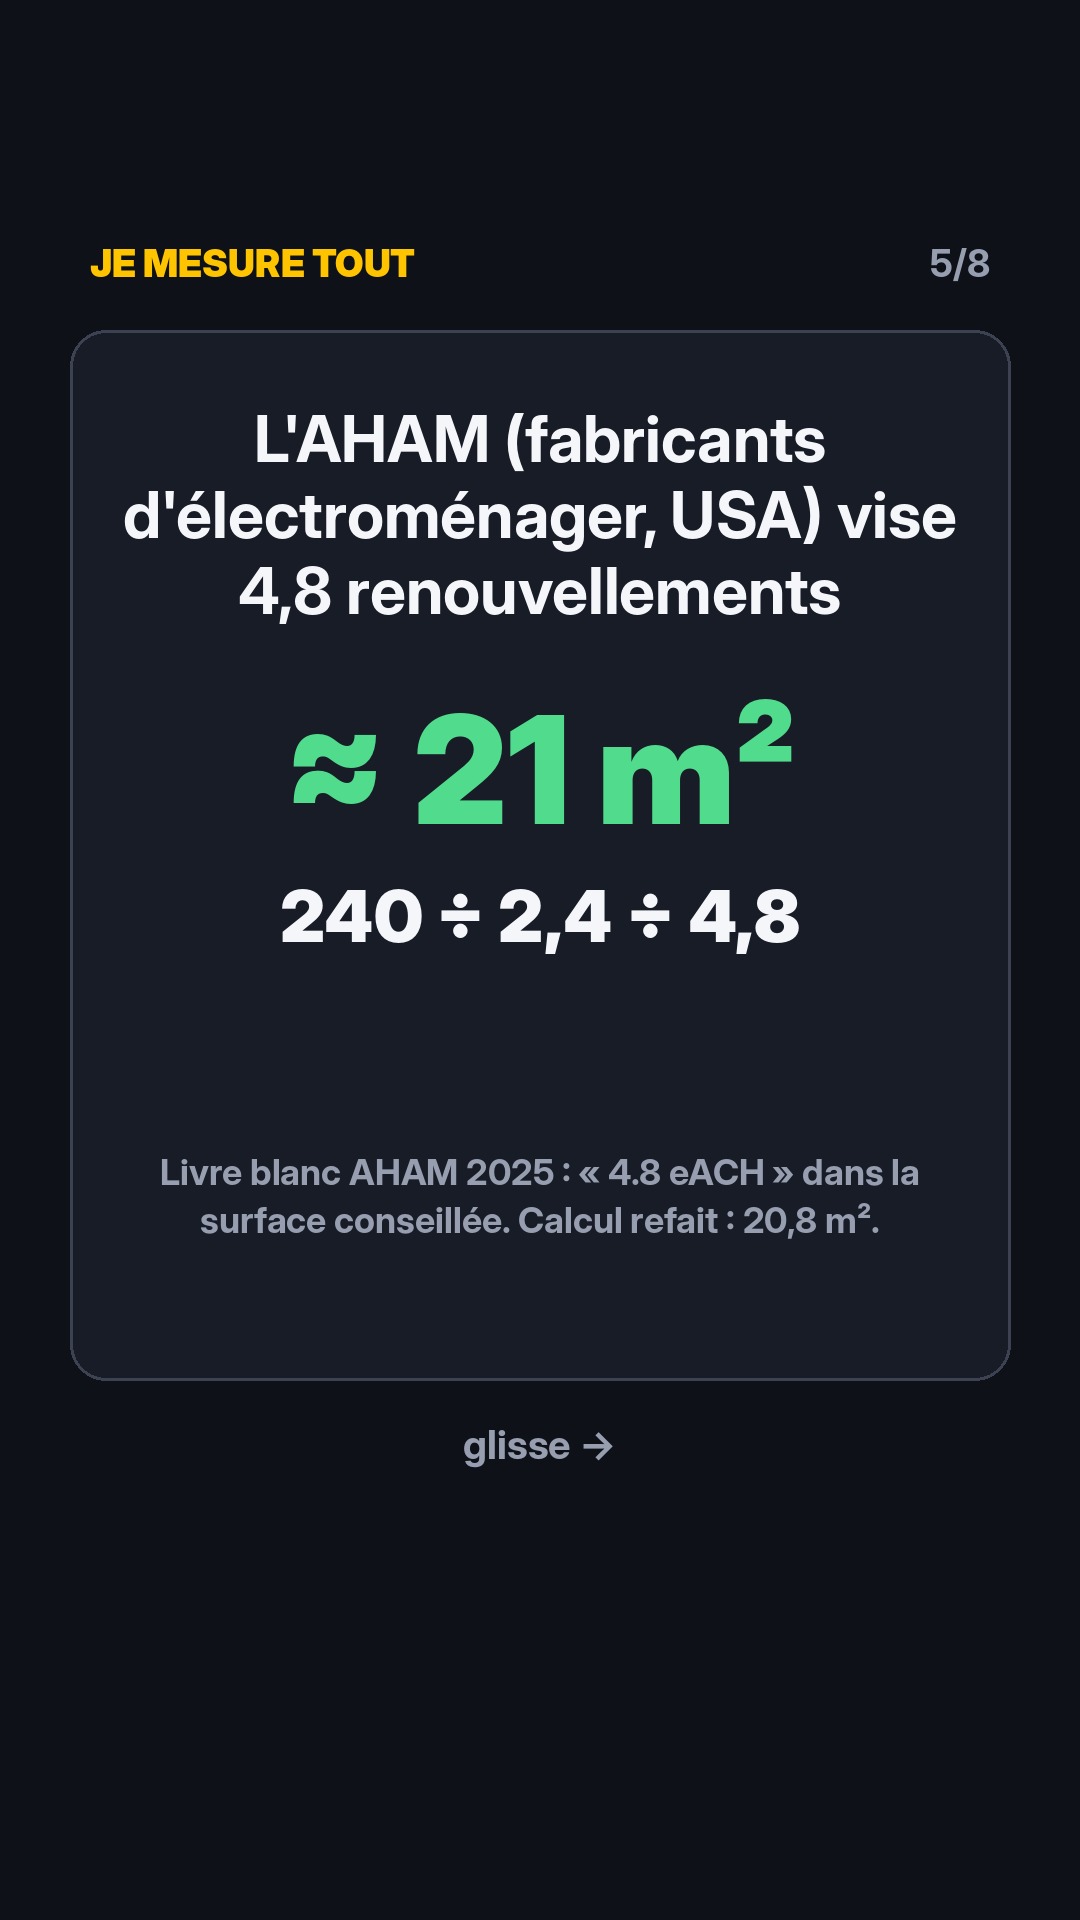 JE MESURE TOUT
5/8
L'AHAM (fabricants
d'électroménager, USA) vise
4,8 renouvellements
≈ 21 m²
240 ÷ 2,4 ÷ 4,8
Livre blanc AHAM 2025 : « 4.8 eACH » dans la
surface conseillée. Calcul refait : 20,8 m².
glisse →